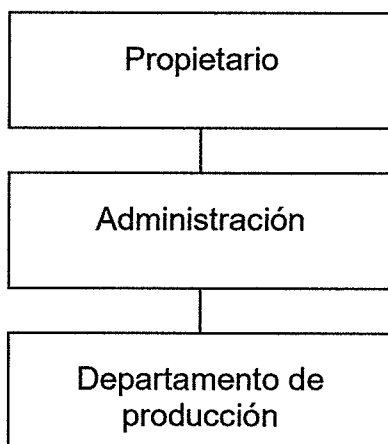 Propietario
Administración
Departamento de
producción